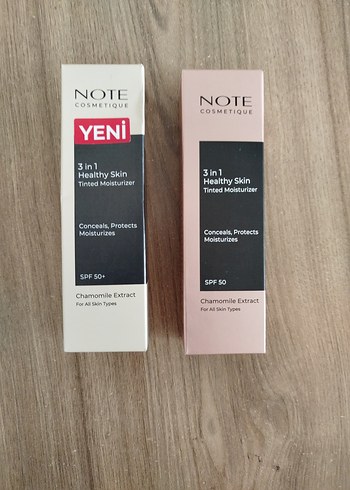 NOTE
COSMETIQUE
YENİ
3 in 1
Healthy Skin
Tinted Moisturizer
Conceals, Protects
Moisturizes
SPF 50+
Chamomile Extract
For All Skin Types
NOTE
COSMETIQUE
3 in 1
Healthy Skin
Tinted Moisturizer
Conceals, Protects
Moisturizes
SPF 50
Chamomile Extract
For All Skin Types